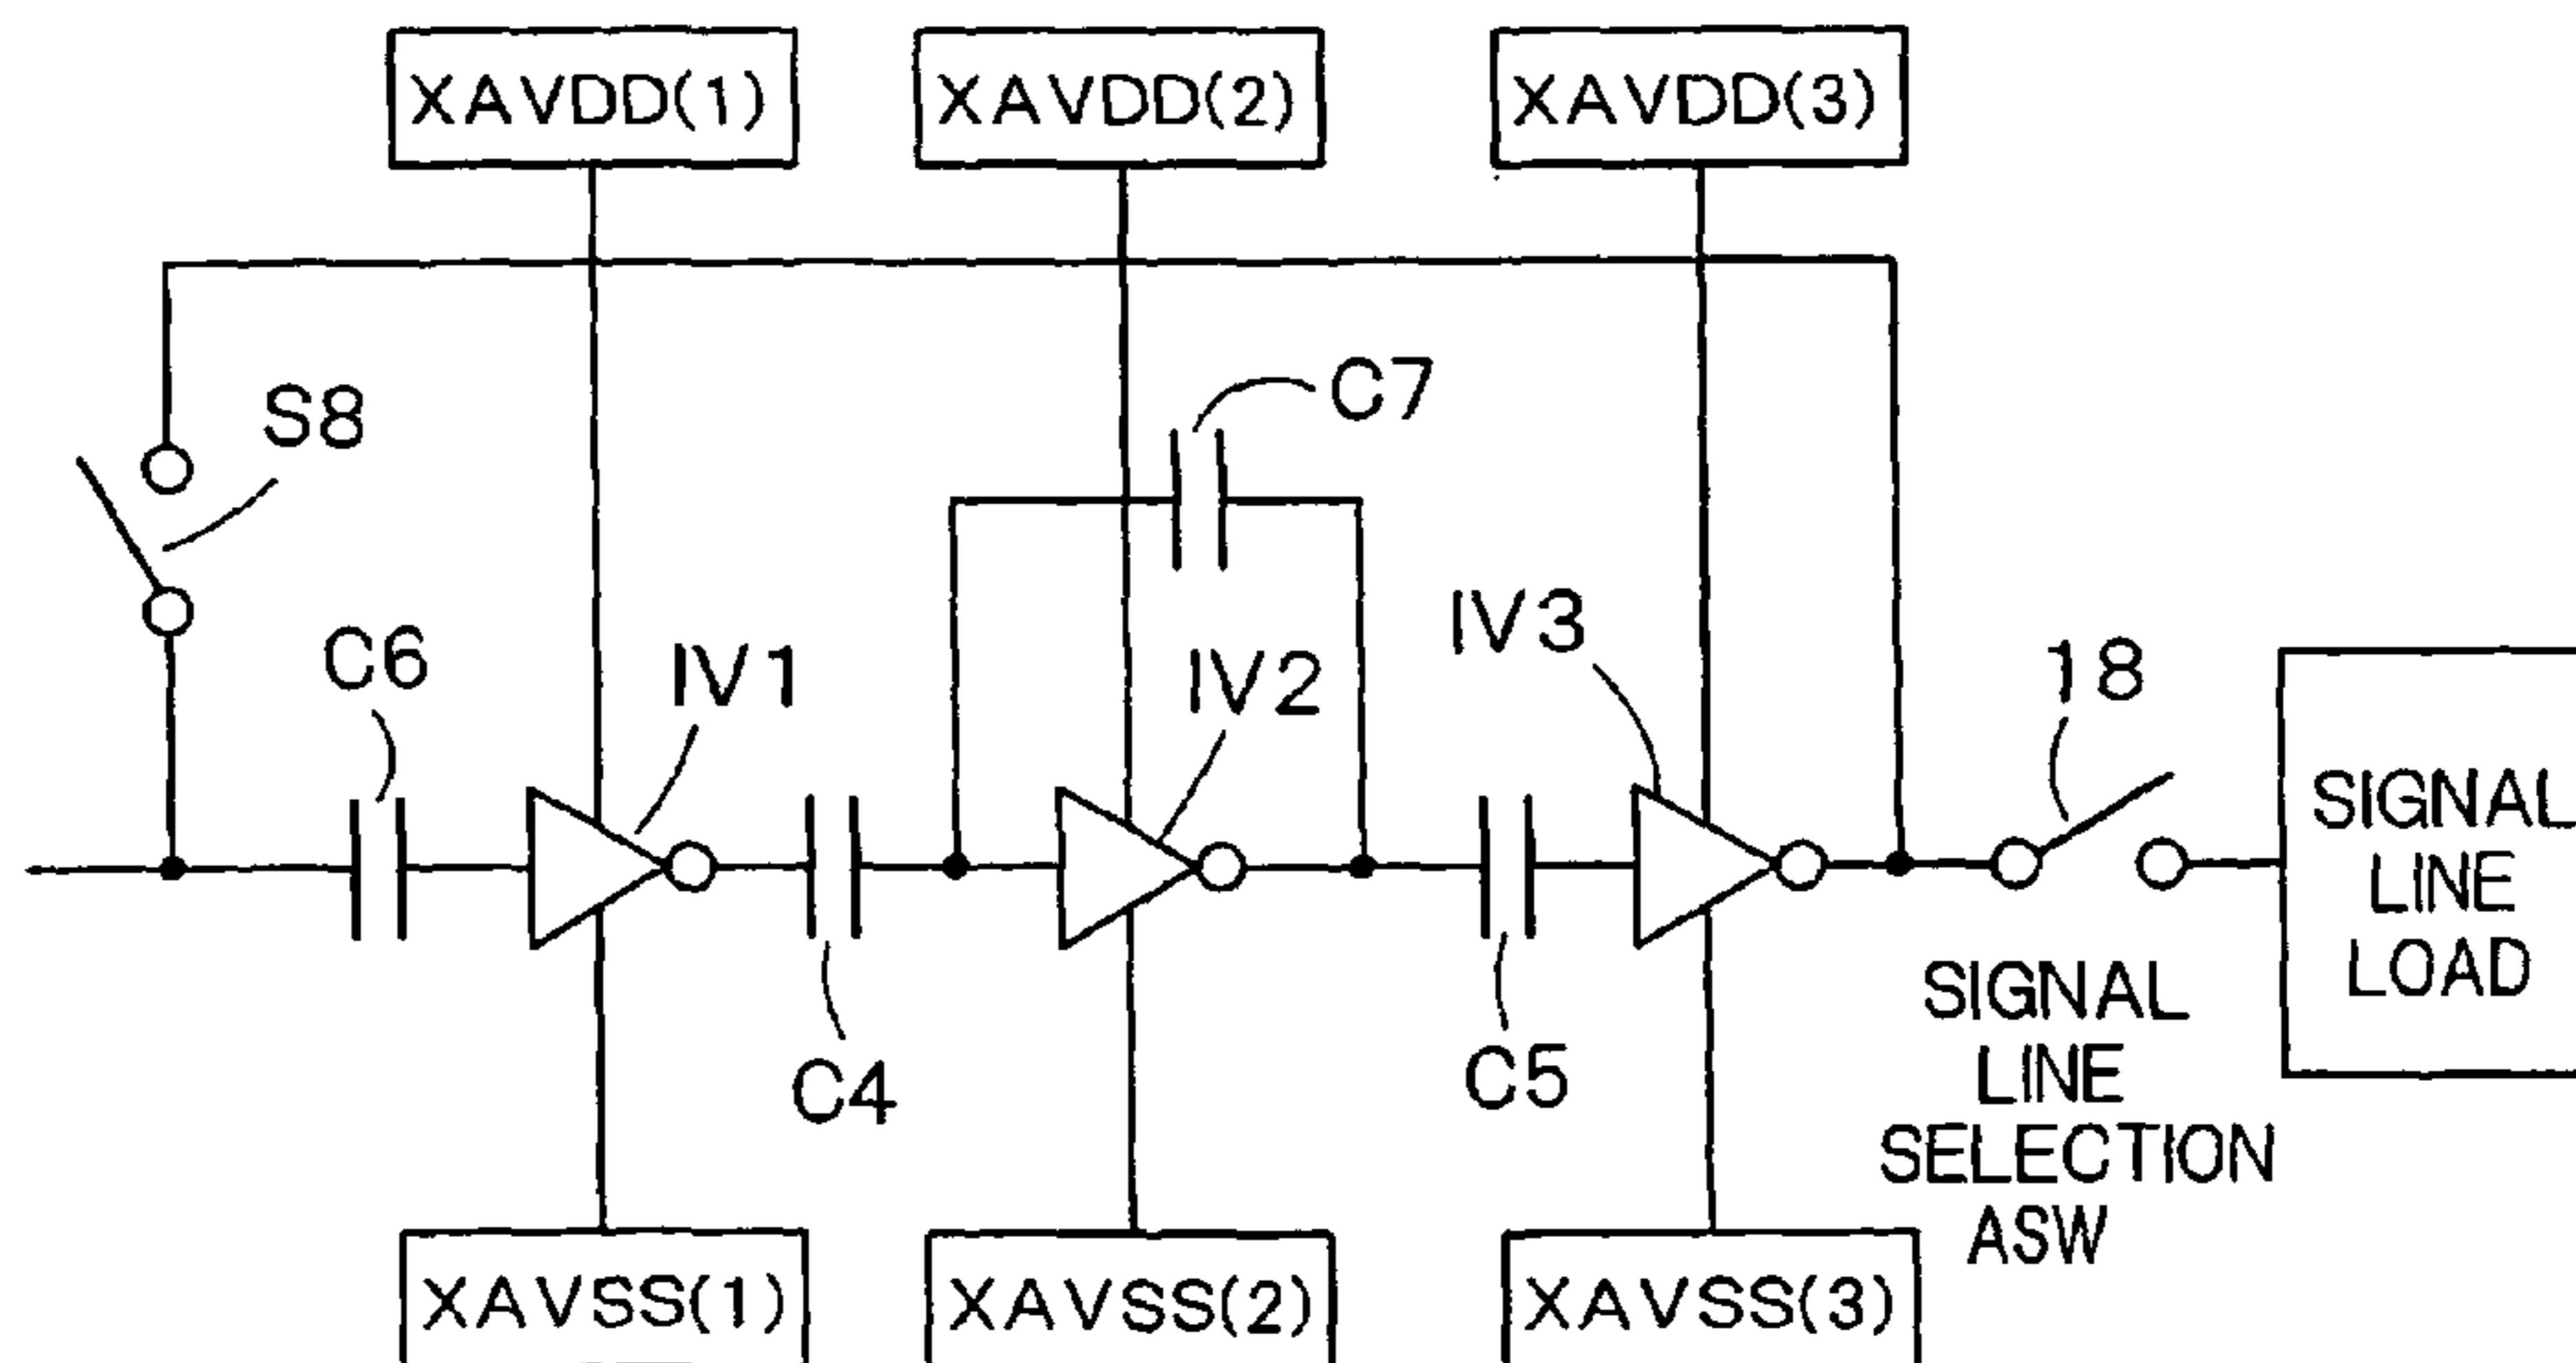 XAVDD(1)
XAVDD(2)
XAVDD(3)
C7
S8
IV3
C6
IV1
IV2
18
SIGNAL
LINE
LOAD
C4
C5
SIGNAL
LINE
SELECTION
ASW
XAVSS(1)
XAVSS(2)
XAVSS(3)